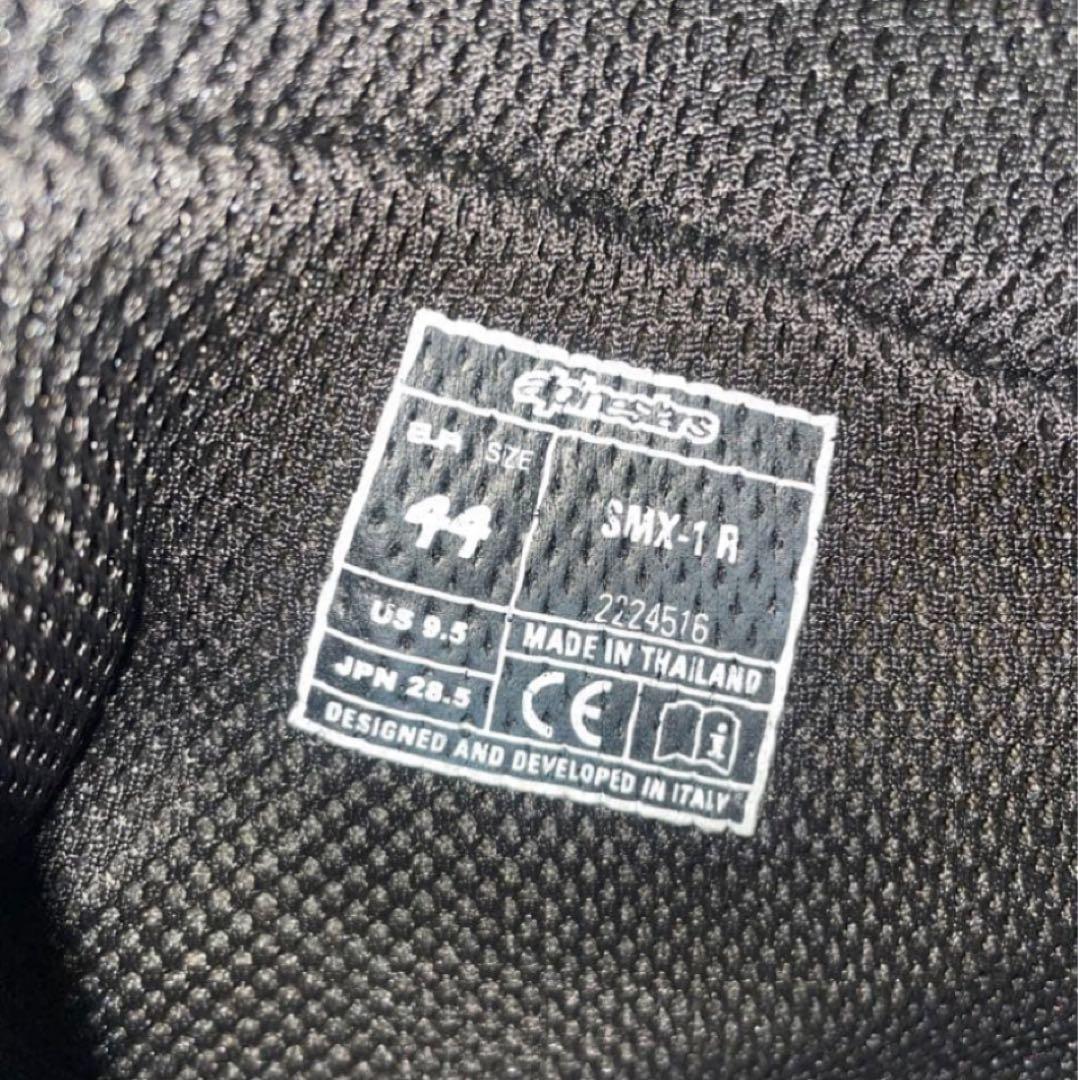 alpinestars
EUR SIZE
44
SMX-1 R
2224516
US 9.5
MADE IN THAILAND
JPN 28.5
CE
i
DESIGNED AND DEVELOPED IN ITALY